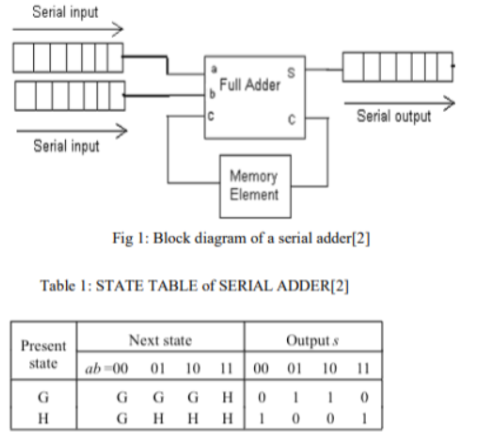 Serial input
a
S
Full Adder
b
C
C
Serial output
Serial input
Memory
Element
Fig 1: Block diagram of a serial adder[2]
Table 1: STATE TABLE of SERIAL ADDER[2]
Present state
Next state
Output s
ab=00 01 10 11 00 01 10 11
G G G G H 0 1 1 0
H G H H H 1 0 0 1